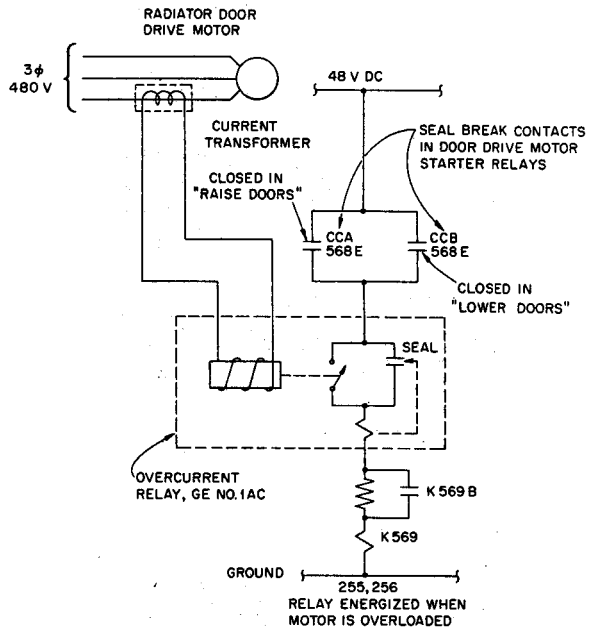 RADIATOR DOOR
DRIVE MOTOR
3φ
480 V
48 V DC
CURRENT
TRANSFORMER
SEAL BREAK CONTACTS
IN DOOR DRIVE MOTOR
STARTER RELAYS
CLOSED IN
"RAISE DOORS"
CCA
568E
CCB
568E
CLOSED IN
"LOWER DOORS"
SEAL
OVERCURRENT
RELAY, GE NO. 1AC
K569B
K569
GROUND
255, 256
RELAY ENERGIZED WHEN
MOTOR IS OVERLOADED